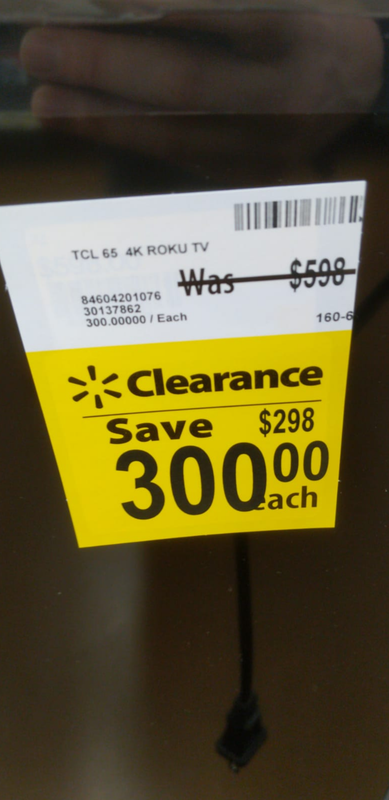 TCL 65 4K ROKU TV
Was $598
84604201076
30137862
300.00000 / Each
160-6
Clearance
Save $298
300.00
each